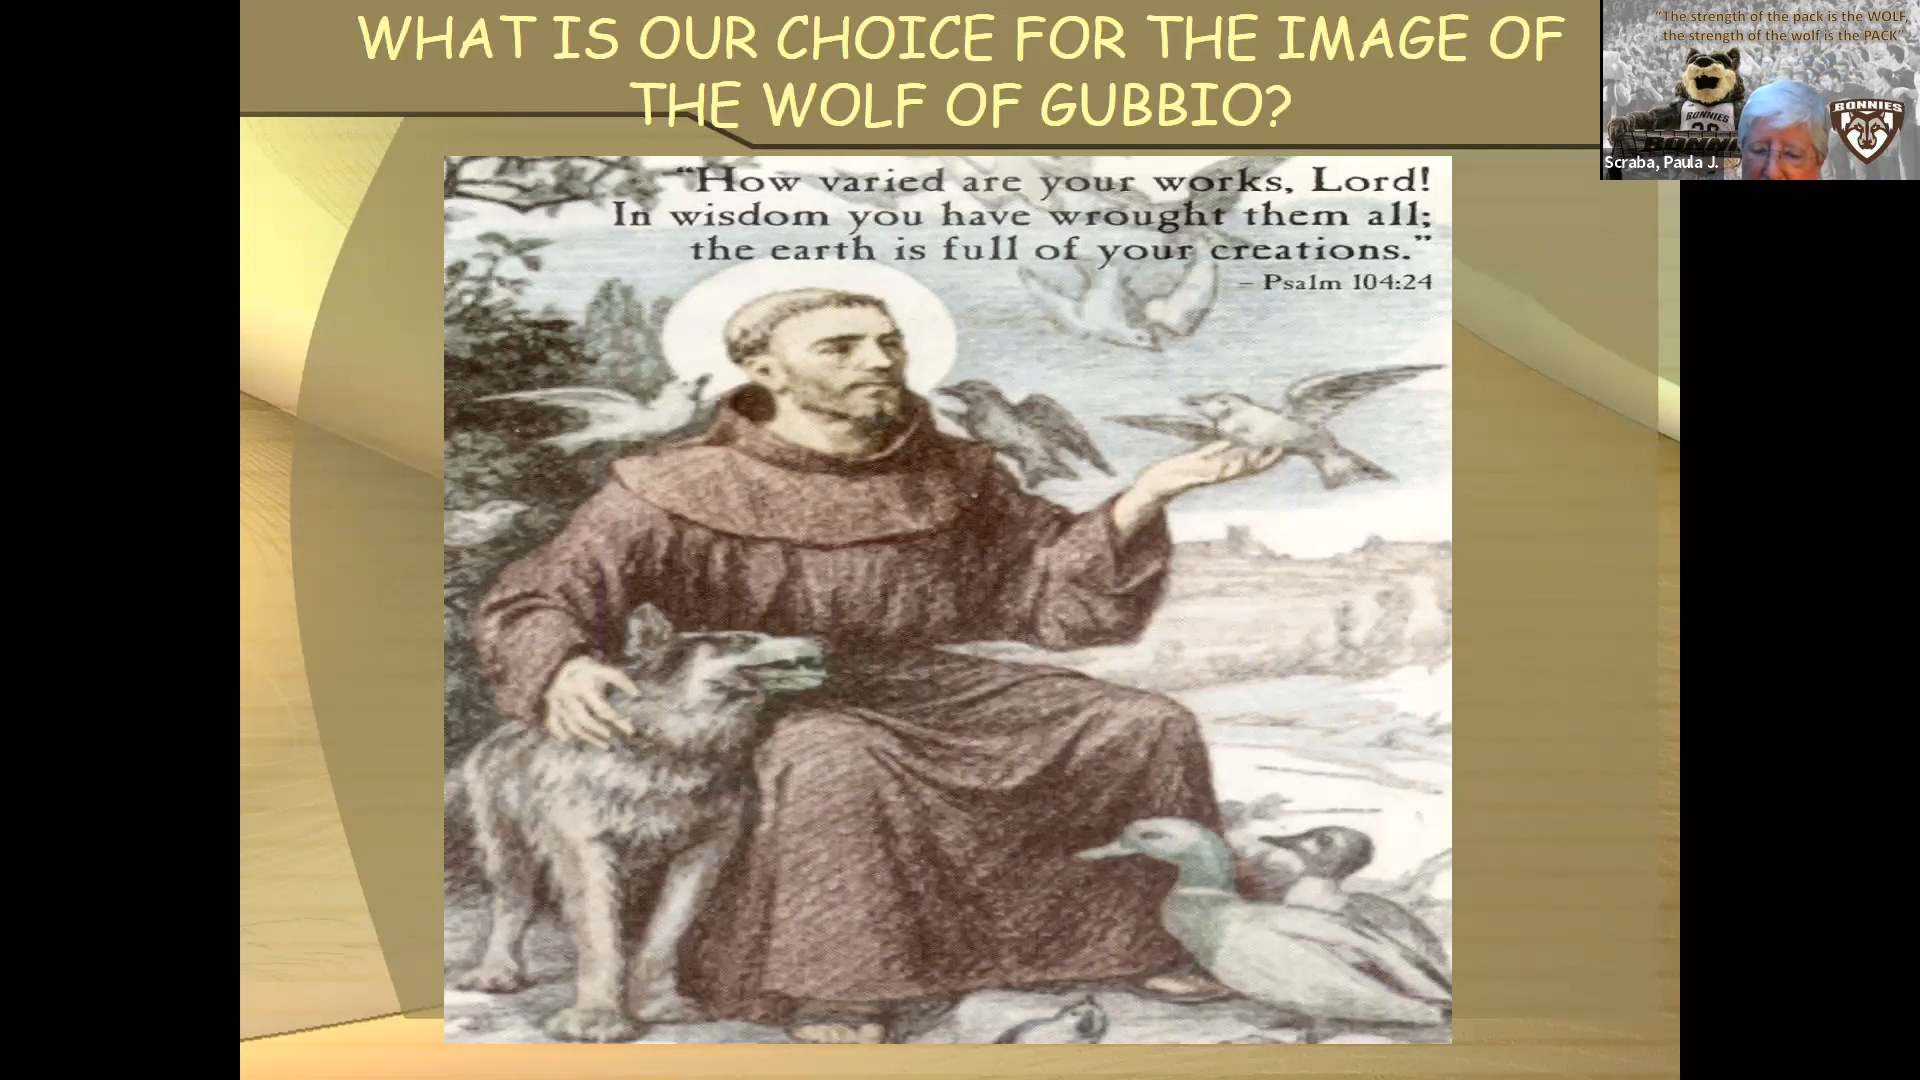 WHAT IS OUR CHOICE FOR THE IMAGE OF
THE WOLF OF GUBBIO?
"The strength of the pack is the WOLF,
the strength of the wolf is the PACK"
BONNIES
BONNIES
Scraba, Paula J.
"How varied are your works, Lord!
In wisdom you have wrought them all;
the earth is full of your creations."
– Psalm 104:24